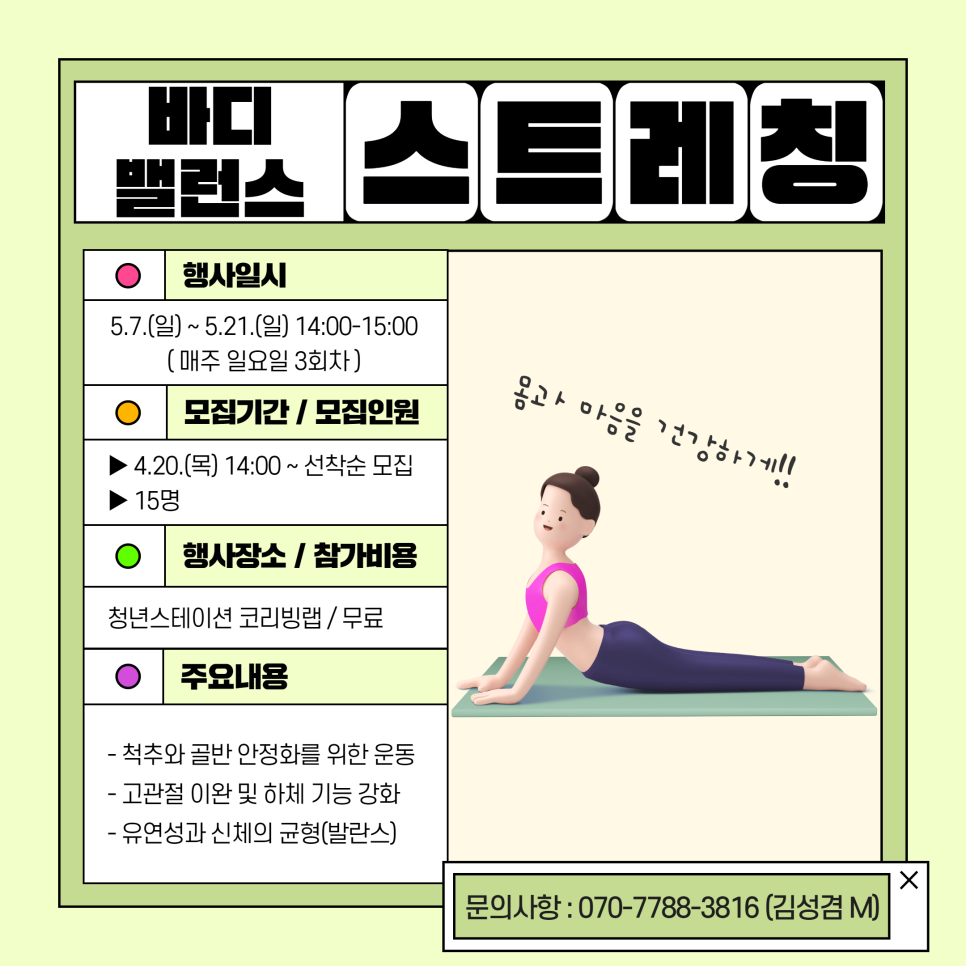 바디
밸런스
스트레칭
행사일시
5.7.(일) ~ 5.21.(일) 14:00-15:00
( 매주 일요일 3회차 )
모집기간 / 모집인원
▶ 4.20.(목) 14:00 ~ 선착순 모집
▶ 15명
행사장소 / 참가비용
청년스테이션 코리빙랩 / 무료
주요내용
- 척추와 골반 안정화를 위한 운동
- 고관절 이완 및 하체 기능 강화
- 유연성과 신체의 균형(발란스)
몸과 마음을 건강하게!!
문의사항 : 070-7788-3816 (김성겸 M)